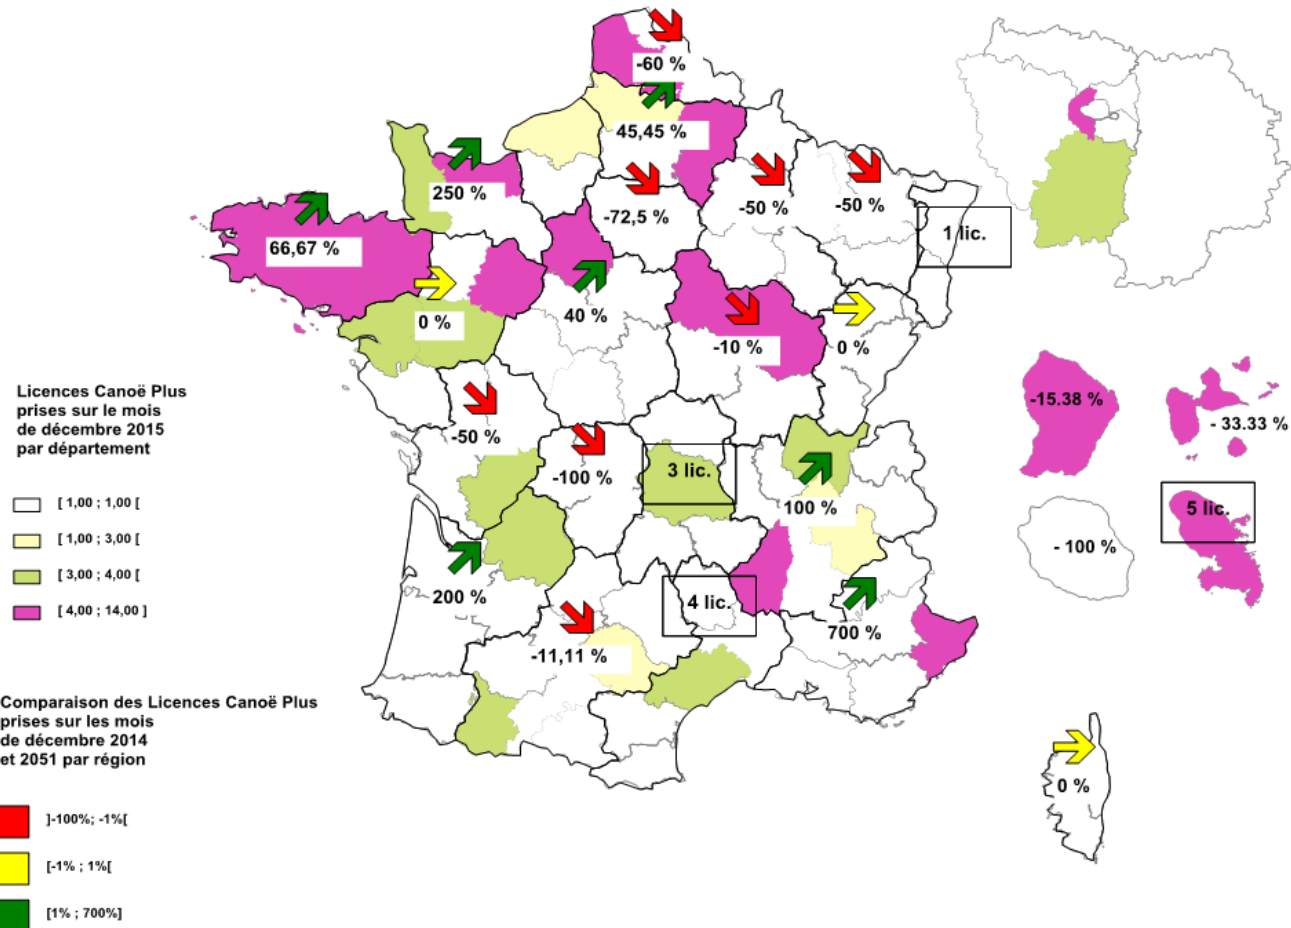 -60 %
45,45 %
250 %
-72,5 %
-50 %
-50 %
1 lic.
66,67 %
0 %
40 %
-10 %
0 %
-15.38 %
- 33.33 %
Licences Canoë Plus
prises sur le mois
de décembre 2015
par département
[ 1,00 ; 1,00 [
[ 1,00 ; 3,00 [
[ 3,00 ; 4,00 [
[ 4,00 ; 14,00 ]
-50 %
-100 %
3 lic.
100 %
5 lic.
- 100 %
200 %
4 lic.
700 %
-11,11 %
Comparaison des Licences Canoë Plus
prises sur les mois
de décembre 2014
et 2051 par région
]-100%; -1%[
[-1% ; 1%[
[1% ; 700%]
0 %